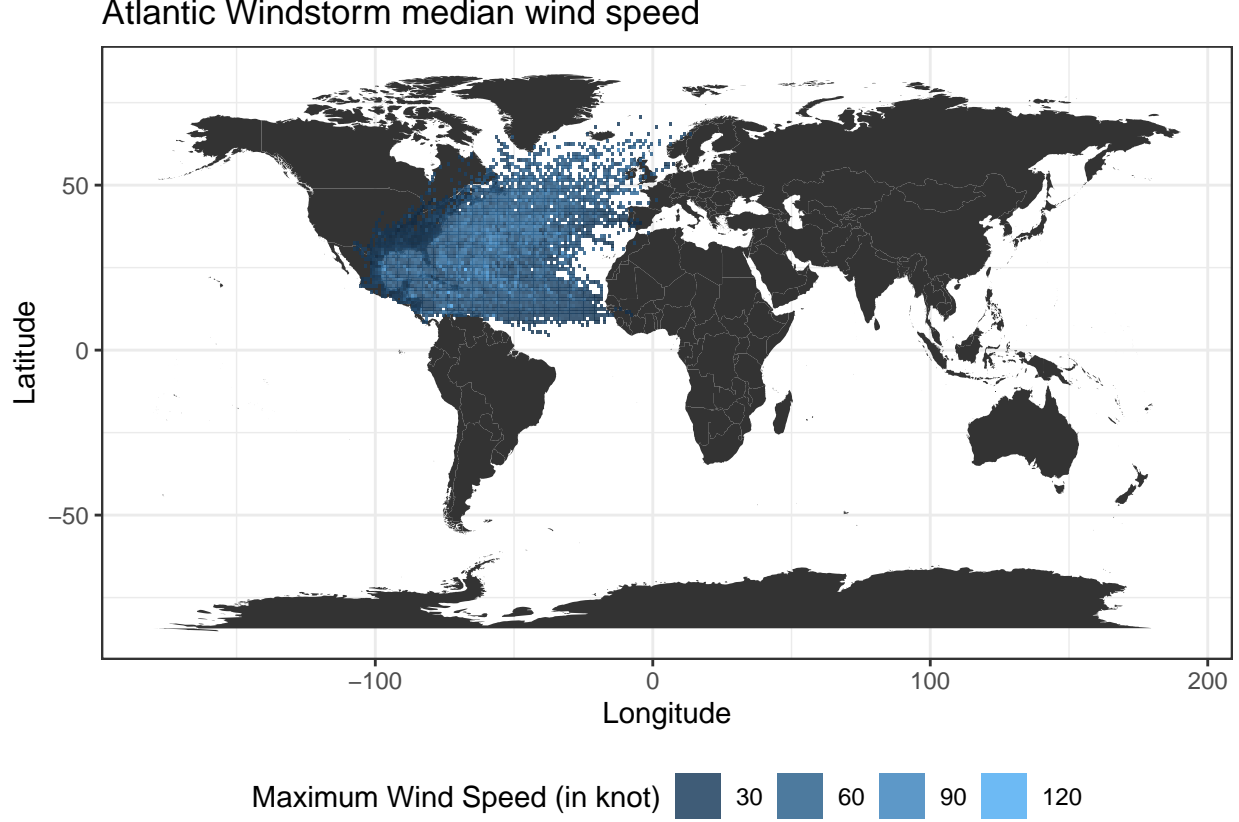 Atlantic Windstorm median wind speed
50
0
−50
Latitude
−100 0 100 200
Longitude
Maximum Wind Speed (in knot) 30 60 90 120